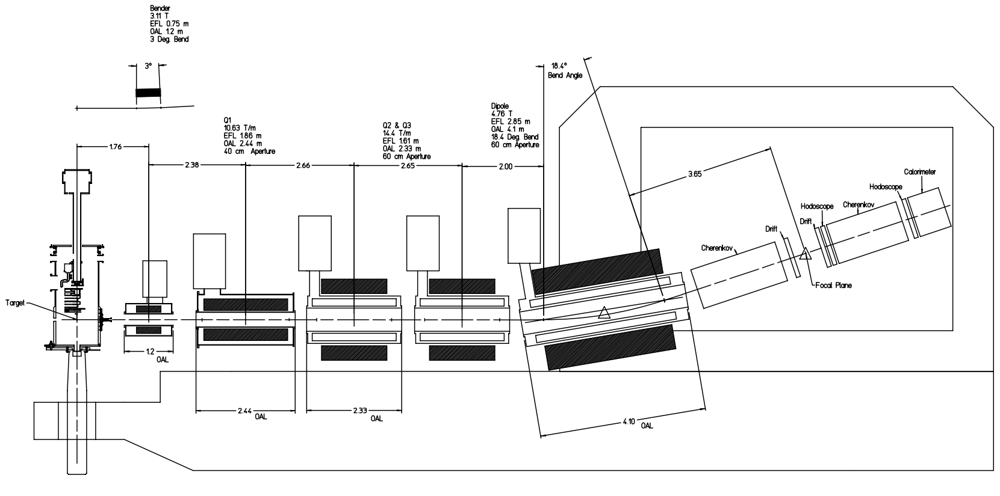 Bender
3.11 T
EFL 0.75 m
OAL 1.2 m
3 Deg. Bend
3°
18.4°
Bend Angle
Dipole
4.76 T
EFL 2.85 m
OAL 4.1 m
18.4 Deg. Bend
60 cm Aperture
Q1
10.63 T/m
EFL 1.86 m
OAL 2.44 m
40 cm Aperture
Q2 & Q3
14.4 T/m
EFL 1.61 m
OAL 2.33 m
60 cm Aperture
1.76
2.38
2.66
2.65
2.00
3.65
Calorimeter
Hodoscope
Cherenkov
Hodoscope
Drift
Drift
Cherenkov
Focal Plane
Target
1.2
OAL
2.44
OAL
2.33
OAL
4.10
OAL